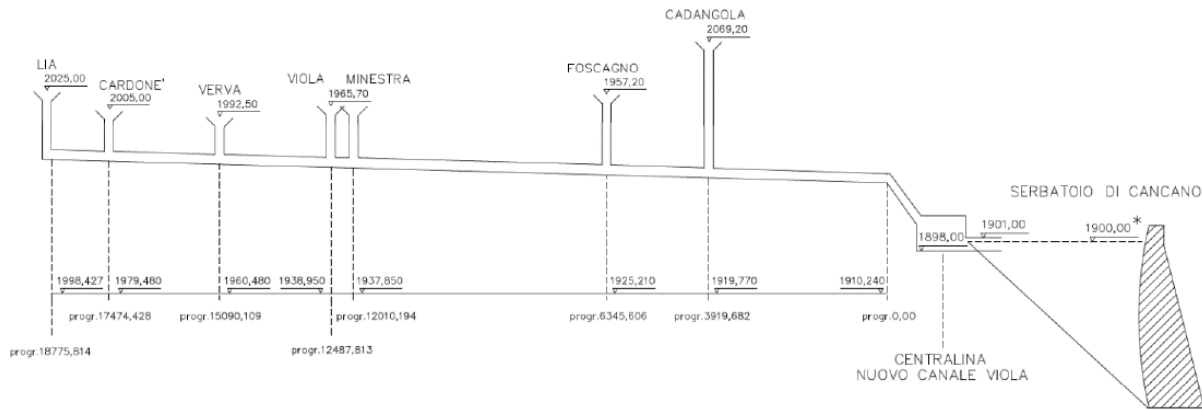 CADANGOLA
2069,20
LIA
2025,00
CARDONE'
2005,00
VERVA
1992,50
VIOLA
MINESTRA
1965,70
FOSCAGNO
1957,20
SERBATOIO DI CANCANO
1901,00
1900,00 *
1898,00
1998,427
1979,480
1960,480
1938,950
1937,850
1925,210
1919,770
1910,240
progr.17474,428
progr.15090,109
progr.12010,194
progr.6345,606
progr.3919,682
progr.0,00
progr.18775,814
progr.12487,813
CENTRALINA
NUOVO CANALE VIOLA